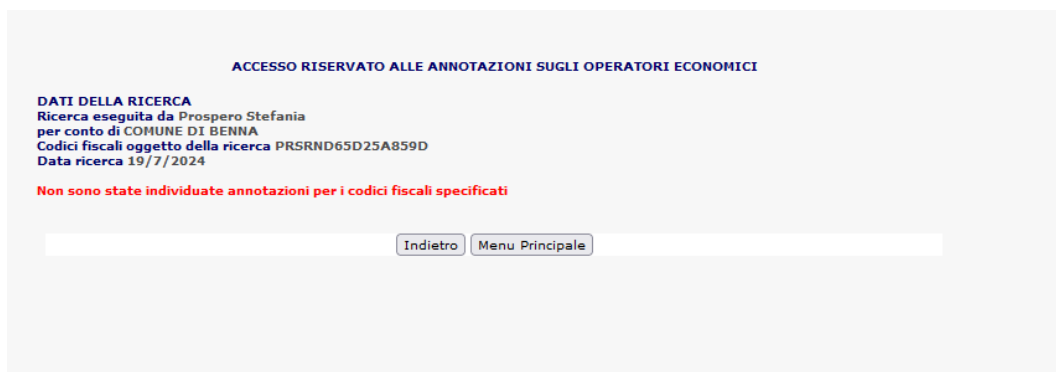 ACCESSO RISERVATO ALLE ANNOTAZIONI SUGLI OPERATORI ECONOMICI
DATI DELLA RICERCA
Ricerca eseguita da Prospero Stefania
per conto di COMUNE DI BENNA
Codici fiscali oggetto della ricerca PRSRND65D25A859D
Data ricerca 19/7/2024
Non sono state individuate annotazioni per i codici fiscali specificati
Indietro Menu Principale